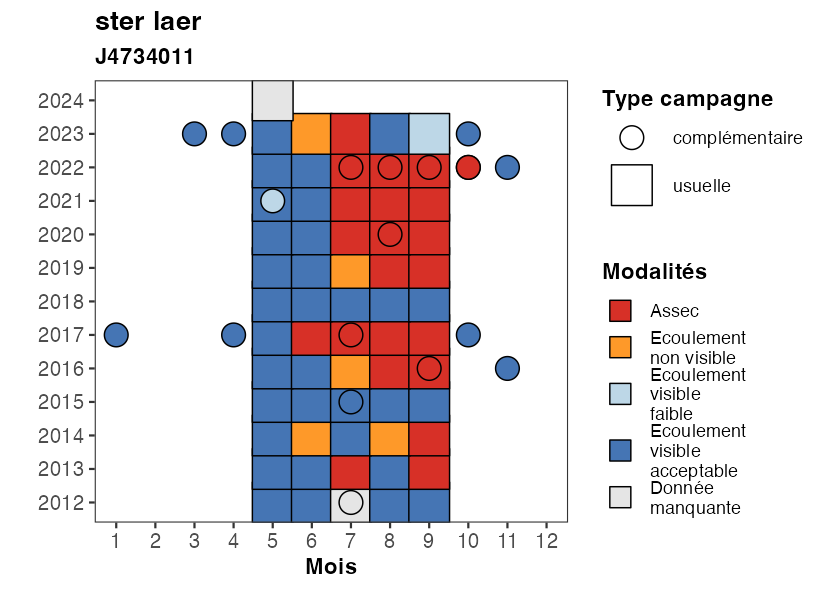 ster laer
J4734011
2024
2023
2022
2021
2020
2019
2018
2017
2016
2015
2014
2013
2012
1 2 3 4 5 6 7 8 9 10 11 12
Mois
Type campagne
complémentaire
usuelle
Modalités
Assec
Ecoulement
non visible
Ecoulement
visible
faible
Ecoulement
visible
acceptable
Donnée
manquante